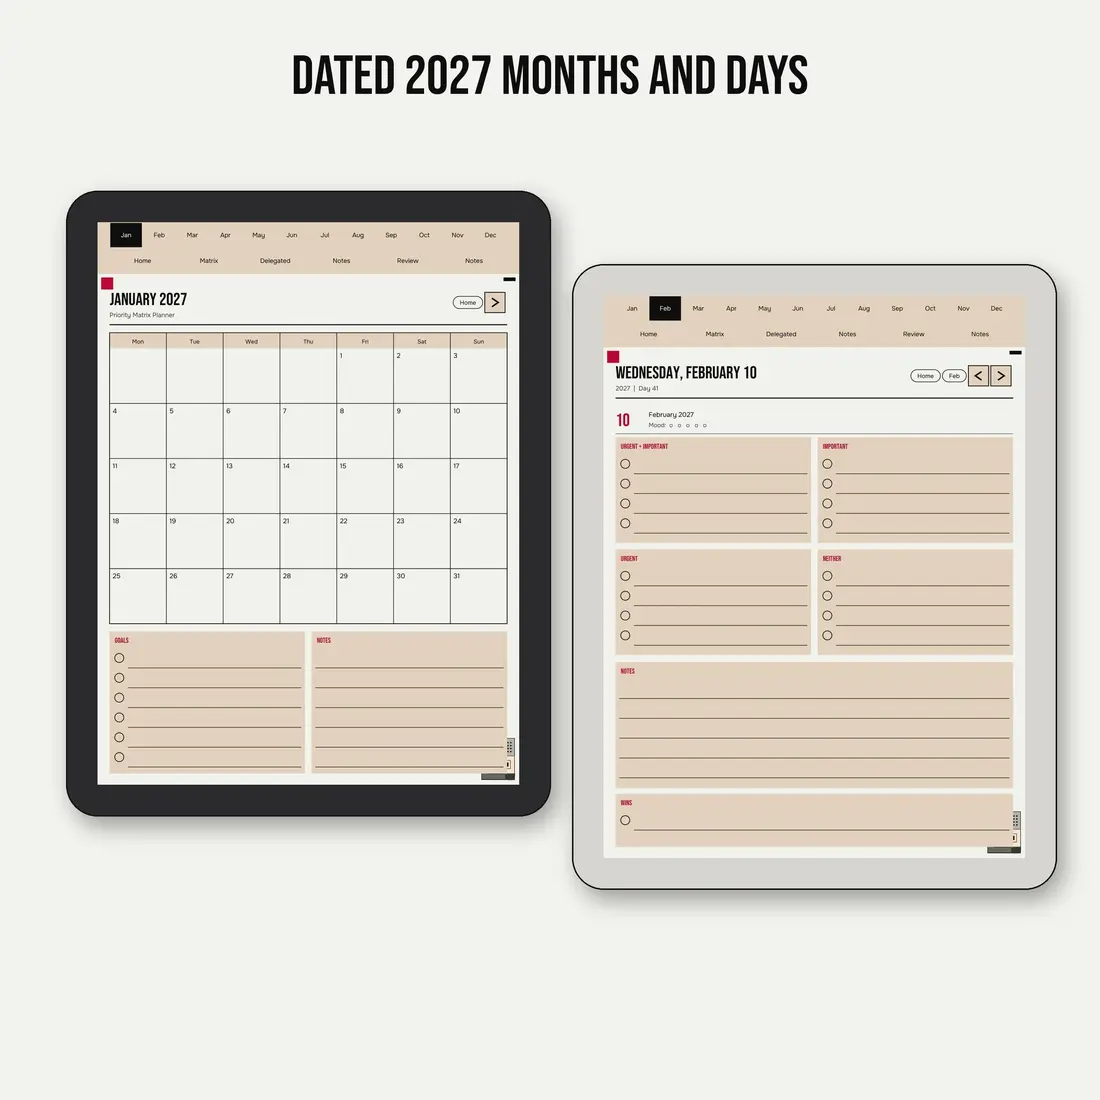 DATED 2027 MONTHS AND DAYS
Jan Feb Mar Apr May Jun Jul Aug Sep Oct Nov Dec
Home Matrix Delegated Notes Review Notes
JANUARY 2027
Home >
Priority Matrix Planner
Mon Tue Wed Thu Fri Sat Sun
1 2 3
4 5 6 7 8 9 10
11 12 13 14 15 16 17
18 19 20 21 22 23 24
25 26 27 28 29 30 31
GOALS NOTES
Jan Feb Mar Apr May Jun Jul Aug Sep Oct Nov Dec
Home Matrix Delegated Notes Review Notes
WEDNESDAY, FEBRUARY 10
Home Feb < >
2027 | Day 41
10 February 2027
Mood:
URGENT + IMPORTANT IMPORTANT
URGENT NEITHER
NOTES
WINS